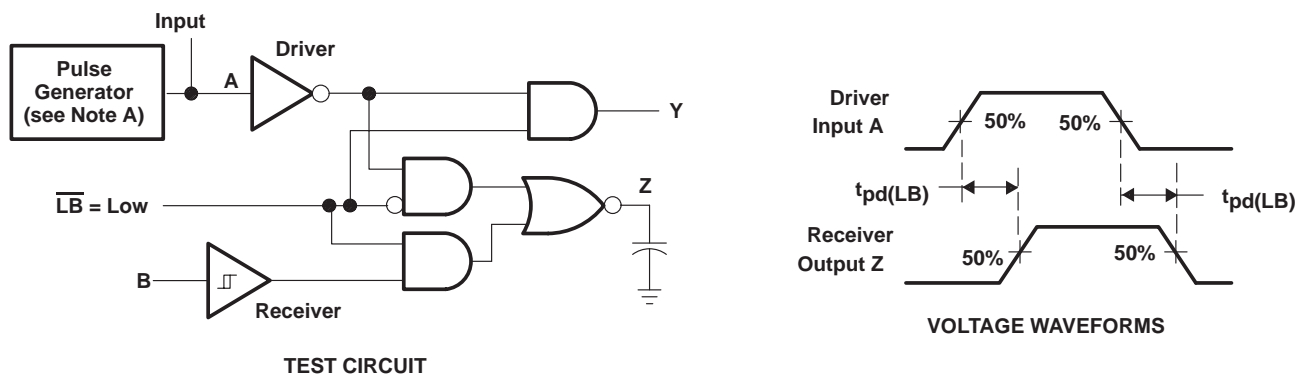 Input
Pulse
Generator
(see Note A)
A
Driver
Y
LB = Low
Z
B
Receiver
TEST CIRCUIT
Driver
Input A
50%
50%
tpd(LB)
tpd(LB)
Receiver
Output Z
50%
50%
VOLTAGE WAVEFORMS